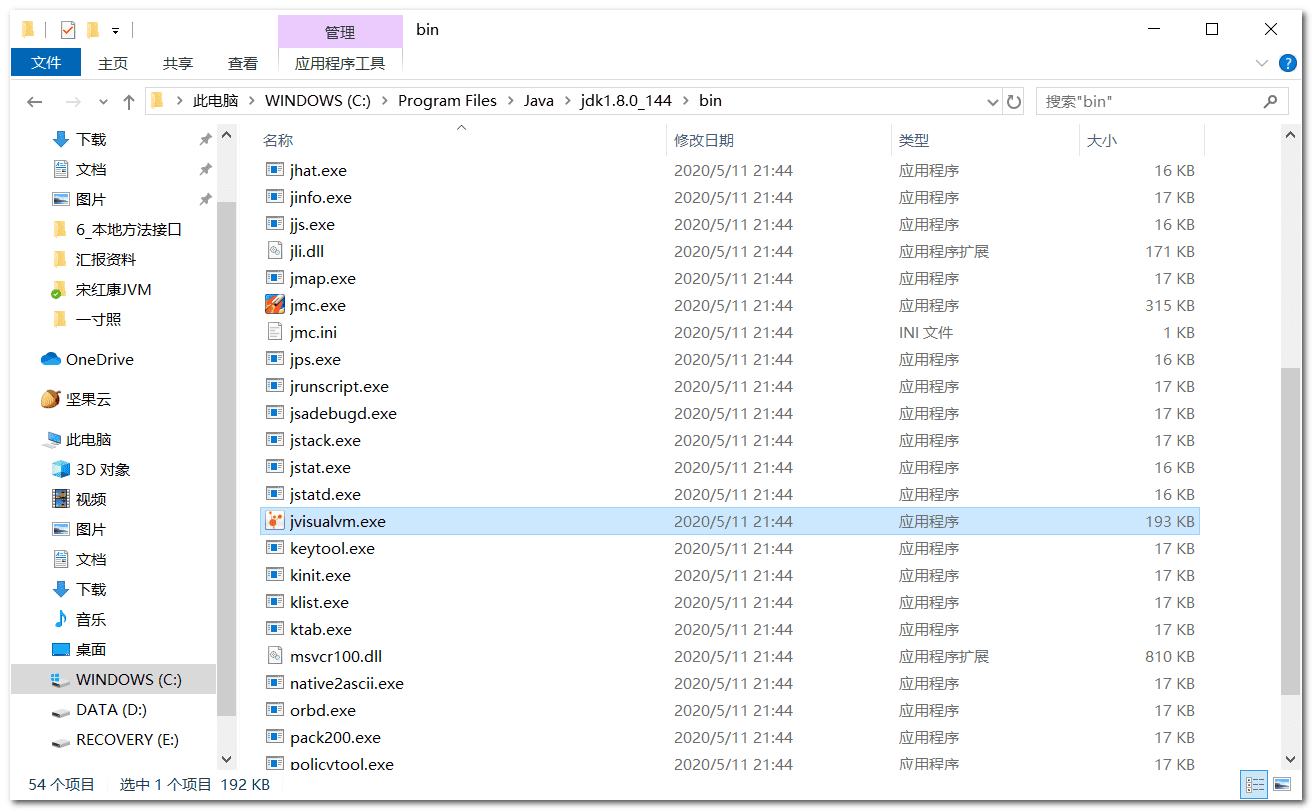 管理
bin
文件 主页 共享 查看 应用程序工具
此电脑 WINDOWS (C:) Program Files Java jdk1.8.0_144 bin 搜索"bin"
下载
文档
图片
6_本地方法接口
汇报资料
宋红康JVM
一寸照
OneDrive
坚果云
此电脑
3D 对象
视频
图片
文档
下载
音乐
桌面
WINDOWS (C:)
DATA (D:)
RECOVERY (E:)
名称 修改日期 类型 大小
jhat.exe 2020/5/11 21:44 应用程序 16 KB
jinfo.exe 2020/5/11 21:44 应用程序 17 KB
jjs.exe 2020/5/11 21:44 应用程序 16 KB
jli.dll 2020/5/11 21:44 应用程序扩展 171 KB
jmap.exe 2020/5/11 21:44 应用程序 17 KB
jmc.exe 2020/5/11 21:44 应用程序 315 KB
jmc.ini 2020/5/11 21:44 INI 文件 1 KB
jps.exe 2020/5/11 21:44 应用程序 16 KB
jrunscript.exe 2020/5/11 21:44 应用程序 17 KB
jsadebugd.exe 2020/5/11 21:44 应用程序 17 KB
jstack.exe 2020/5/11 21:44 应用程序 17 KB
jstat.exe 2020/5/11 21:44 应用程序 16 KB
jstatd.exe 2020/5/11 21:44 应用程序 16 KB
jvisualvm.exe 2020/5/11 21:44 应用程序 193 KB
keytool.exe 2020/5/11 21:44 应用程序 17 KB
kinit.exe 2020/5/11 21:44 应用程序 17 KB
klist.exe 2020/5/11 21:44 应用程序 17 KB
ktab.exe 2020/5/11 21:44 应用程序 17 KB
msvcr100.dll 2020/5/11 21:44 应用程序扩展 810 KB
native2ascii.exe 2020/5/11 21:44 应用程序 17 KB
orbd.exe 2020/5/11 21:44 应用程序 17 KB
pack200.exe 2020/5/11 21:44 应用程序 17 KB
policytool.exe 2020/5/11 21:44 应用程序 17 KB
54 个项目 选中 1 个项目 192 KB